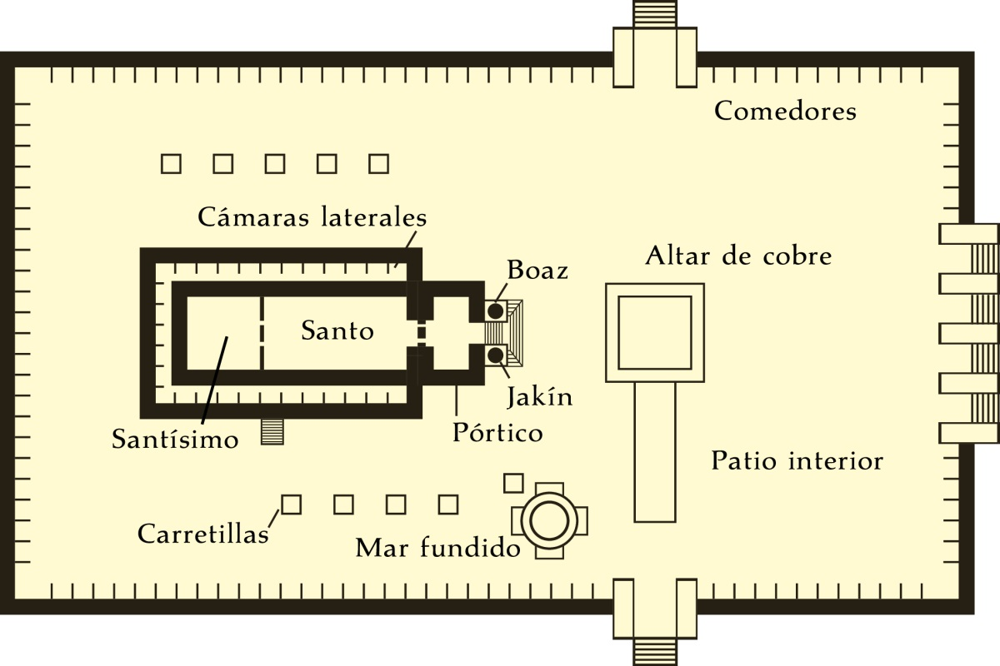 Comedores
Cámaras laterales
Altar de cobre
Boaz
Santo
Jakín
Santísimo
Pórtico
Patio interior
Carretillas
Mar fundido